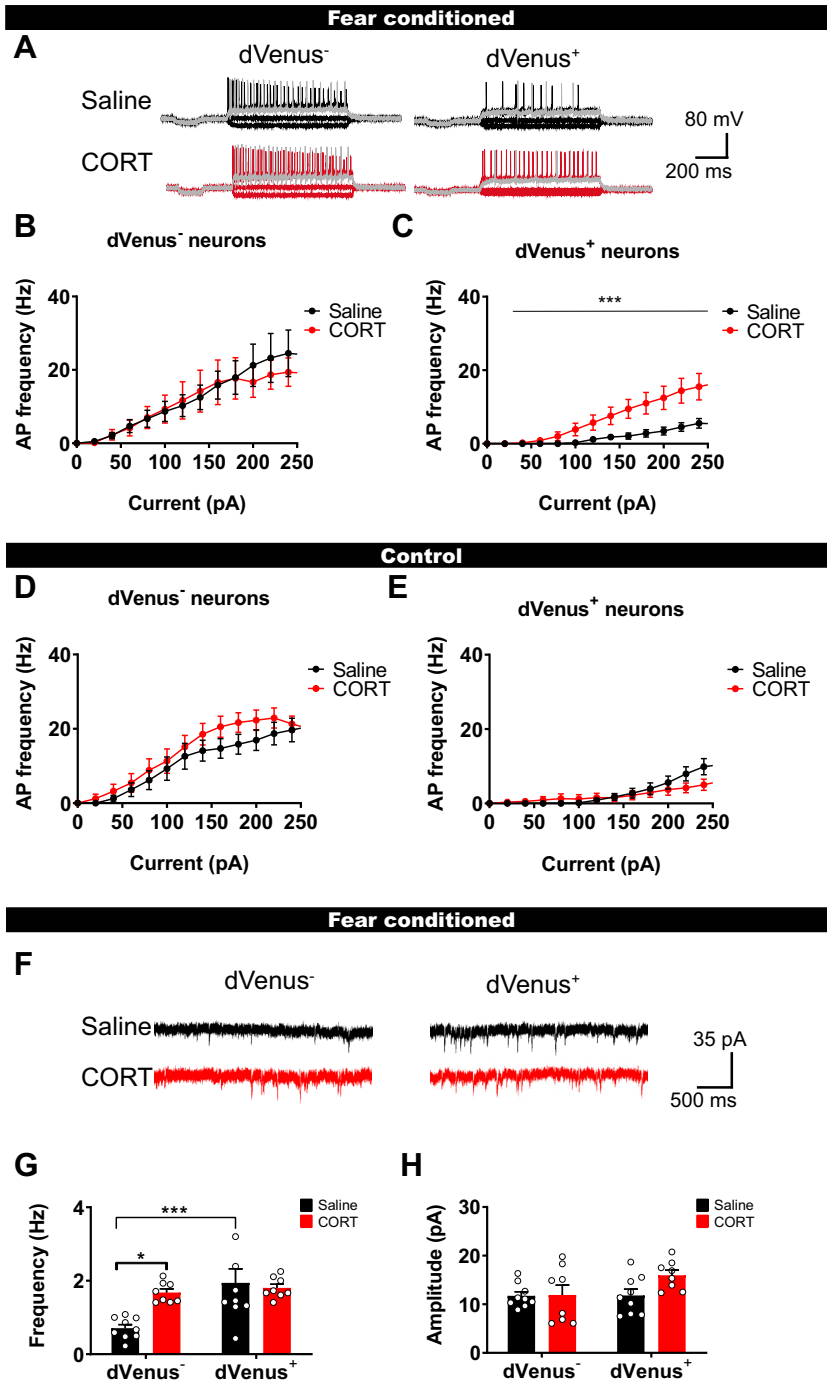 Fear conditioned
A
dVenus⁻ dVenus⁺
Saline
80 mV
CORT
200 ms
B C
dVenus⁻ neurons dVenus⁺ neurons
40 40
***
Saline Saline
CORT CORT
AP frequency (Hz) AP frequency (Hz)
20 20
0 0
0 50 100 150 200 250 0 50 100 150 200 250
Current (pA) Current (pA)
Control
D E
dVenus⁻ neurons dVenus⁺ neurons
40 40
Saline Saline
CORT CORT
AP frequency (Hz) AP frequency (Hz)
20 20
0 0
0 50 100 150 200 250 0 50 100 150 200 250
Current (pA) Current (pA)
Fear conditioned
F
dVenus⁻ dVenus⁺
Saline
35 pA
CORT
500 ms
G H
4 30
Saline Saline
CORT CORT
***
*
Frequency (Hz) Amplitude (pA)
20
2
10
0 0
dVenus⁻ dVenus⁺ dVenus⁻ dVenus⁺